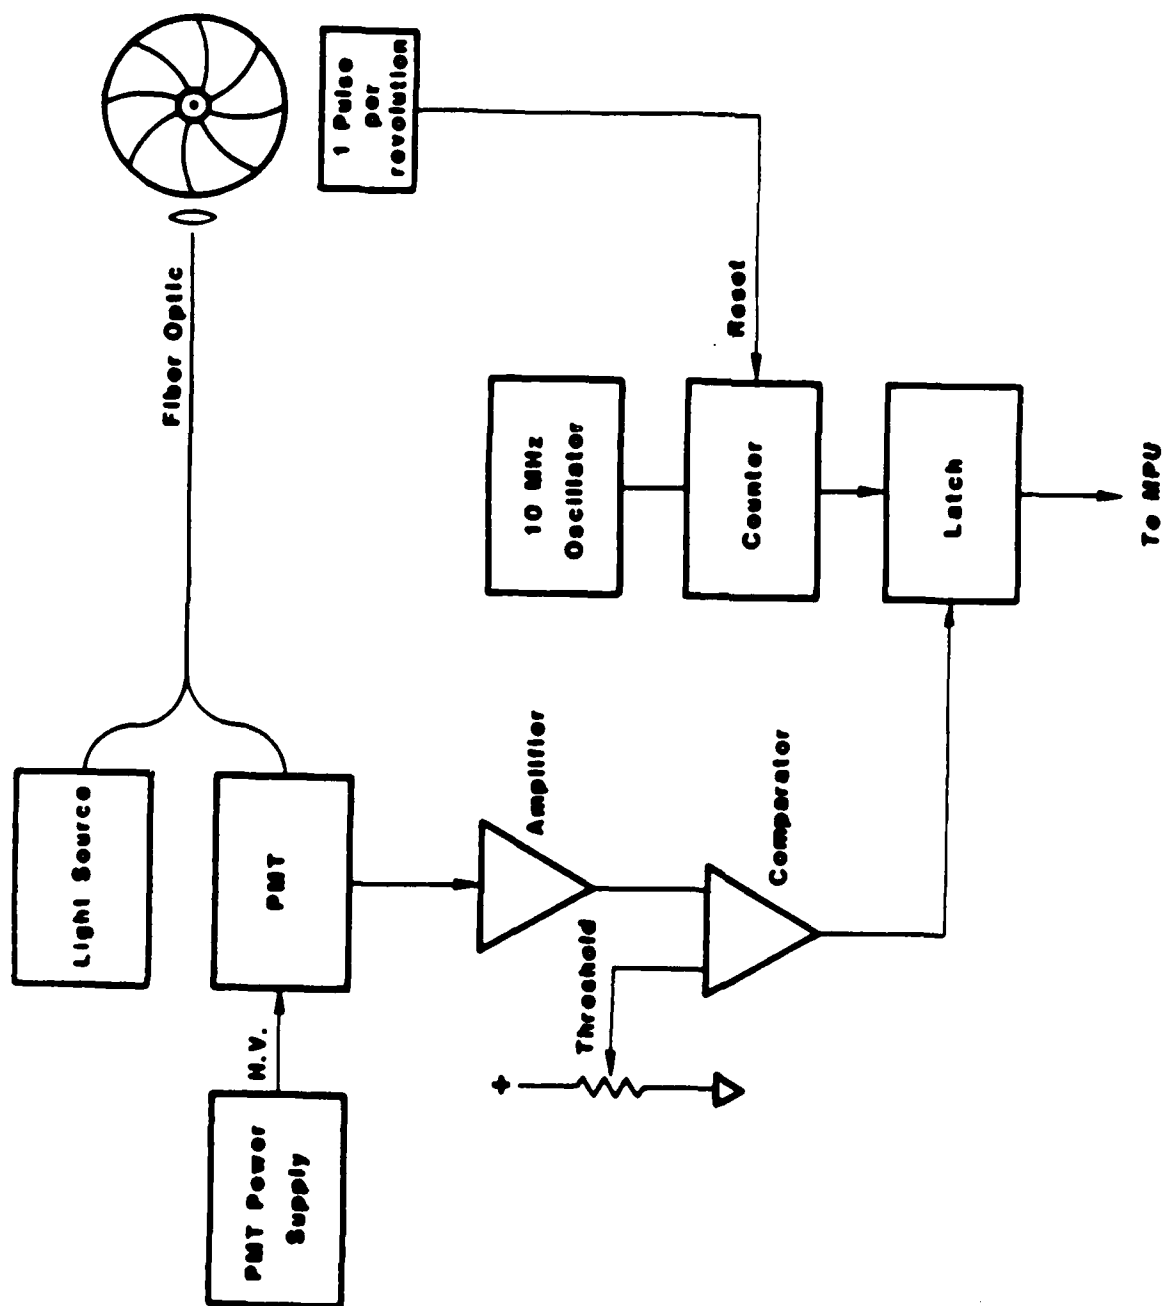 Light Source
Fiber Optic
PMT Power
Supply
H.V.
PMT
1 Pulse
per
revolution
Amplifier
Threshold
+
10 MHz
Oscillator
Comparator
Counter
Reset
Latch
To MPU